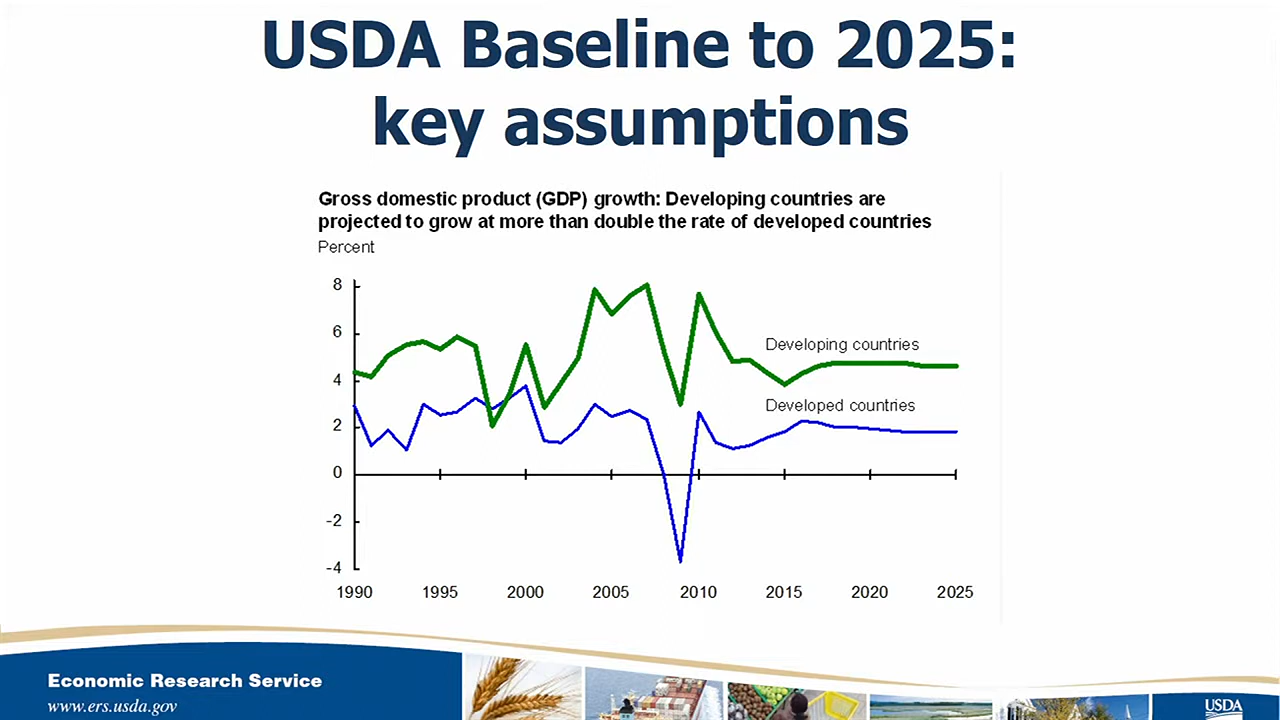 USDA Baseline to 2025:
key assumptions
Gross domestic product (GDP) growth: Developing countries are
projected to grow at more than double the rate of developed countries
Percent
8
6
4
2
0
-2
-4
Developing countries
Developed countries
1990 1995 2000 2005 2010 2015 2020 2025
Economic Research Service
www.ers.usda.gov
USDA